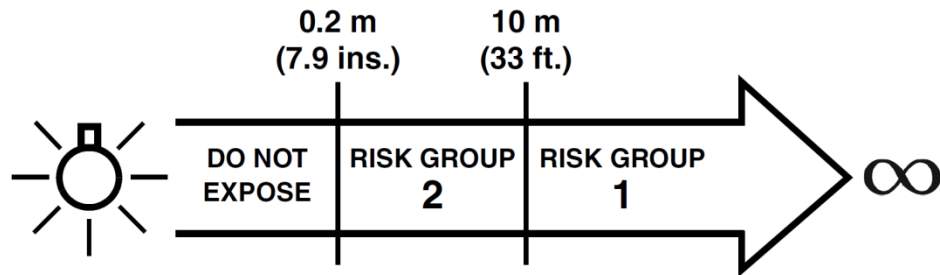 0.2 m
(7.9 ins.)
10 m
(33 ft.)
DO NOT
EXPOSE
RISK GROUP
2
RISK GROUP
1
∞